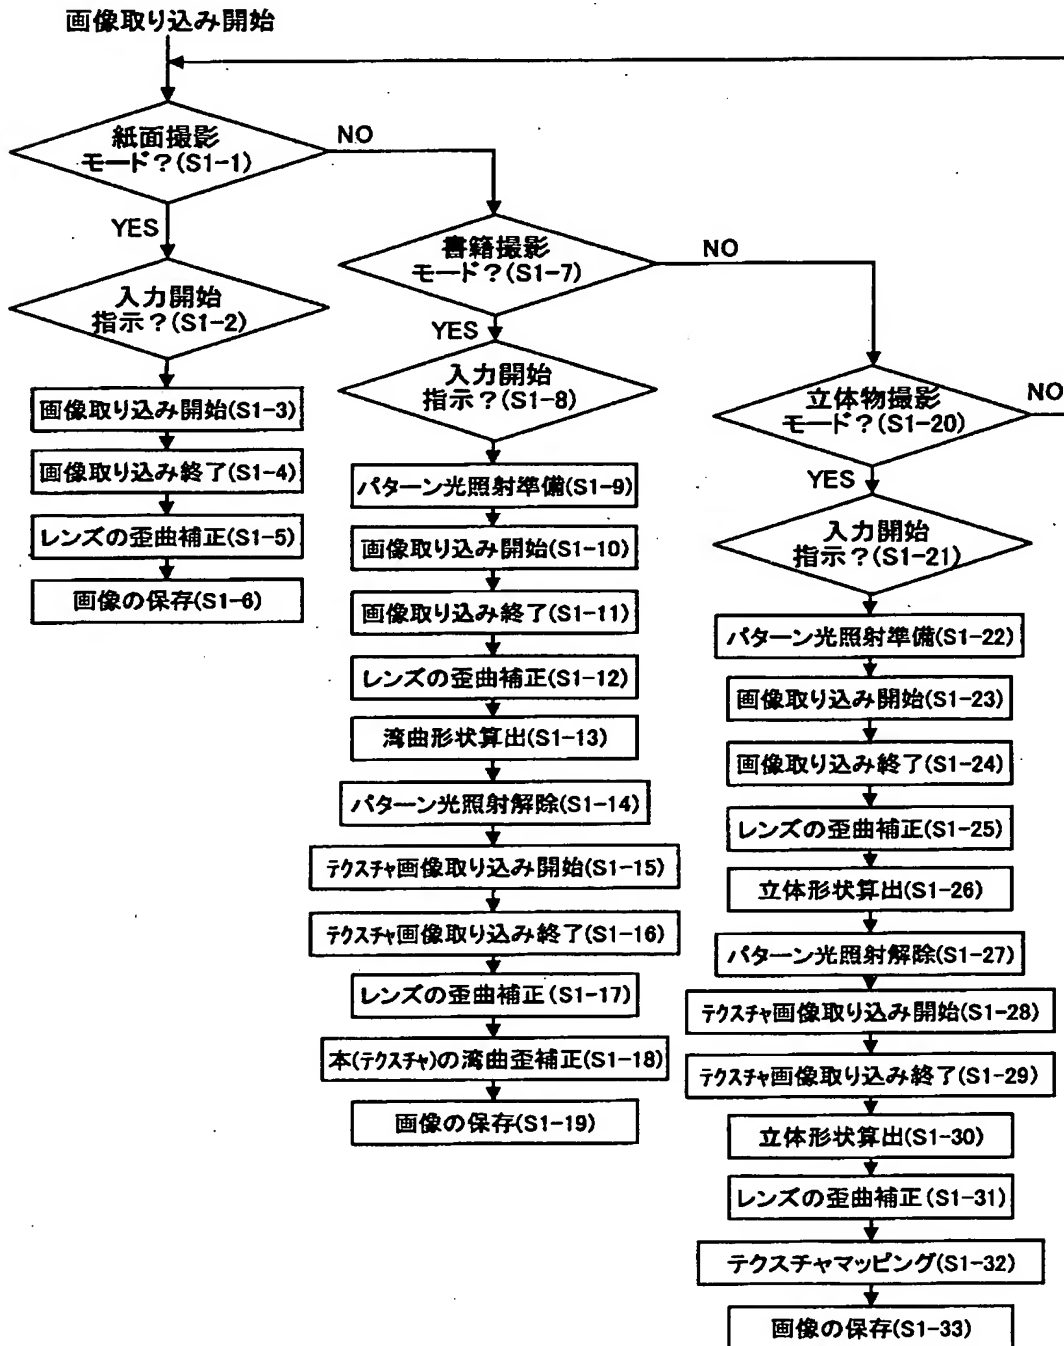 画像取り込み開始
紙面撮影
モード?(S1-1)
NO
YES
入力開始
指示?(S1-2)
画像取り込み開始(S1-3)
画像取り込み終了(S1-4)
レンズの歪曲補正(S1-5)
画像の保存(S1-6)
書籍撮影
モード?(S1-7)
NO
YES
入力開始
指示?(S1-8)
パターン光照射準備(S1-9)
画像取り込み開始(S1-10)
画像取り込み終了(S1-11)
レンズの歪曲補正(S1-12)
湾曲形状算出(S1-13)
パターン光照射解除(S1-14)
テクスチャ画像取り込み開始(S1-15)
テクスチャ画像取り込み終了(S1-16)
レンズの歪曲補正(S1-17)
本(テクスチャ)の湾曲歪補正(S1-18)
画像の保存(S1-19)
立体物撮影
モード?(S1-20)
NO
YES
入力開始
指示?(S1-21)
パターン光照射準備(S1-22)
画像取り込み開始(S1-23)
画像取り込み終了(S1-24)
レンズの歪曲補正(S1-25)
立体形状算出(S1-26)
パターン光照射解除(S1-27)
テクスチャ画像取り込み開始(S1-28)
テクスチャ画像取り込み終了(S1-29)
立体形状算出(S1-30)
レンズの歪曲補正(S1-31)
テクスチャマッピング(S1-32)
画像の保存(S1-33)